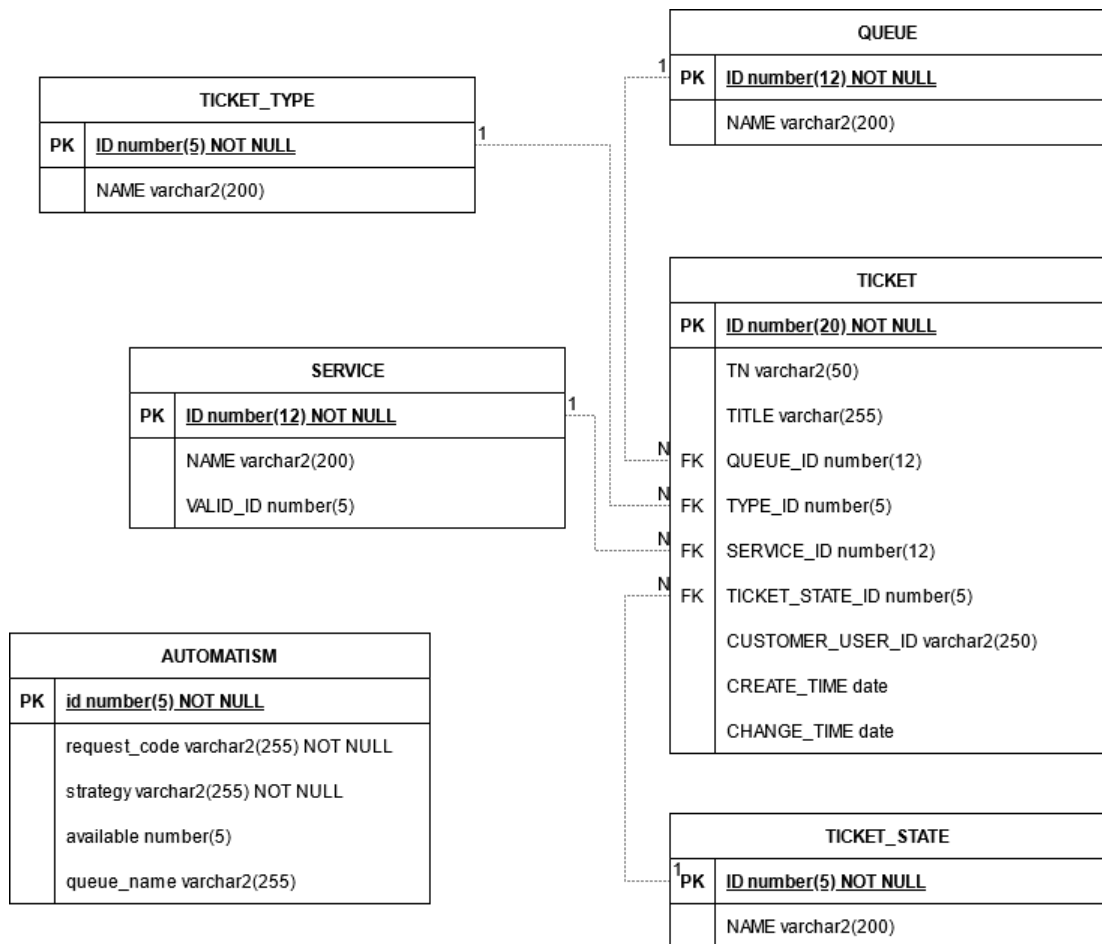 QUEUE
1
PK ID number(12) NOT NULL
NAME varchar2(200)
TICKET_TYPE
PK ID number(5) NOT NULL
1
NAME varchar2(200)
TICKET
PK ID number(20) NOT NULL
TN varchar2(50)
TITLE varchar(255)
N FK QUEUE_ID number(12)
N FK TYPE_ID number(5)
N FK SERVICE_ID number(12)
N FK TICKET_STATE_ID number(5)
CUSTOMER_USER_ID varchar2(250)
CREATE_TIME date
CHANGE_TIME date
SERVICE
PK ID number(12) NOT NULL
1
NAME varchar2(200)
VALID_ID number(5)
AUTOMATISM
PK id number(5) NOT NULL
request_code varchar2(255) NOT NULL
strategy varchar2(255) NOT NULL
available number(5)
queue_name varchar2(255)
TICKET_STATE
1 PK ID number(5) NOT NULL
NAME varchar2(200)